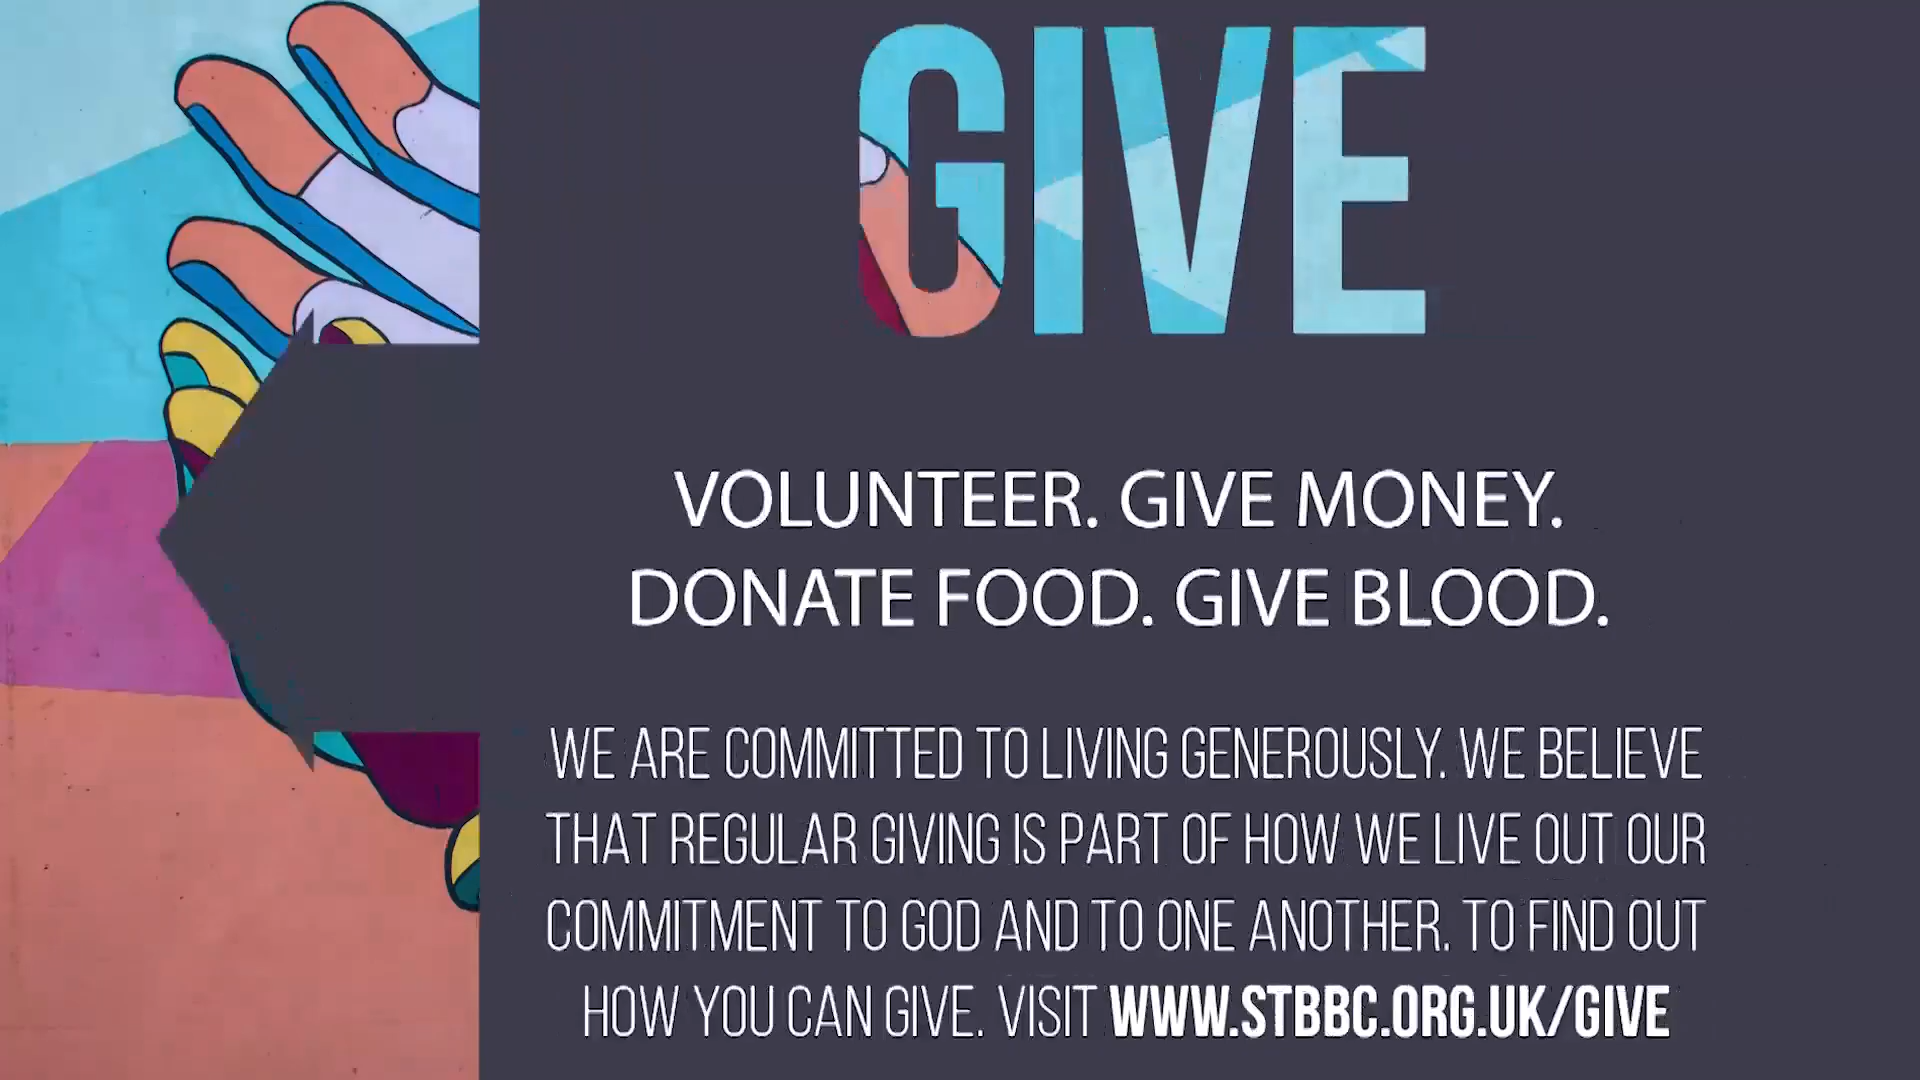 GIVE
VOLUNTEER. GIVE MONEY.
DONATE FOOD. GIVE BLOOD.
WE ARE COMMITTED TO LIVING GENEROUSLY. WE BELIEVE
THAT REGULAR GIVING IS PART OF HOW WE LIVE OUT OUR
COMMITMENT TO GOD AND TO ONE ANOTHER. TO FIND OUT
HOW YOU CAN GIVE. VISIT WWW.STBBC.ORG.UK/GIVE